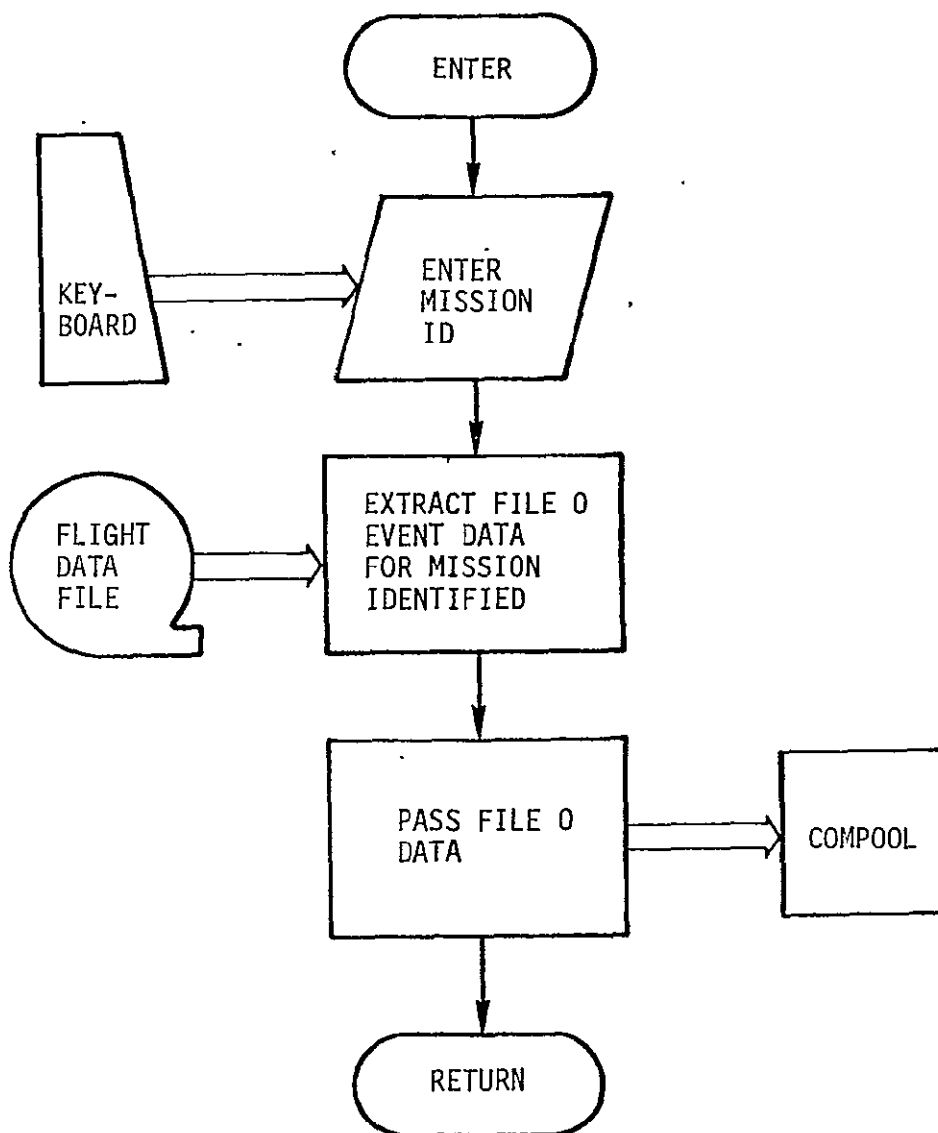 ENTER
KEY-
BOARD
ENTER
MISSION
ID
FLIGHT
DATA
FILE
EXTRACT FILE 0
EVENT DATA
FOR MISSION
IDENTIFIED
PASS FILE 0
DATA
COMPOOL
RETURN